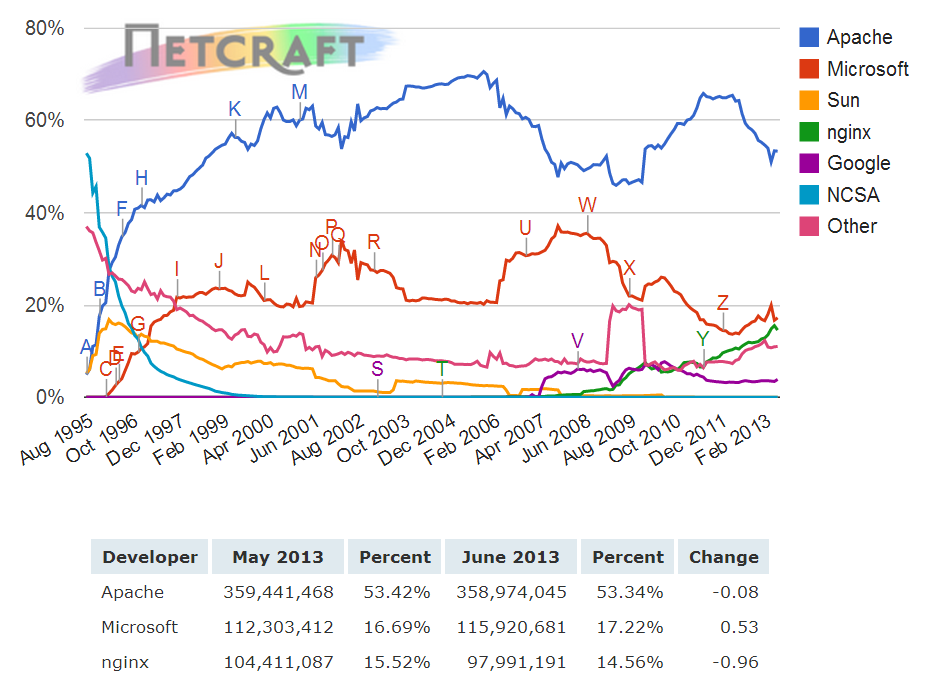 NETCRAFT
80%
60%
40%
20%
0%
Apache
Microsoft
Sun
nginx
Google
NCSA
Other
A
B
C
D
E
F
G
H
I
J
K
L
M
N
O
P
Q
R
S
T
U
V
W
X
Y
Z
Aug 1995
Oct 1996
Dec 1997
Feb 1999
Apr 2000
Jun 2001
Aug 2002
Oct 2003
Dec 2004
Feb 2006
Apr 2007
Jun 2008
Aug 2009
Oct 2010
Dec 2011
Feb 2013
Developer May 2013 Percent June 2013 Percent Change
Apache 359,441,468 53.42% 358,974,045 53.34% -0.08
Microsoft 112,303,412 16.69% 115,920,681 17.22% 0.53
nginx 104,411,087 15.52% 97,991,191 14.56% -0.96